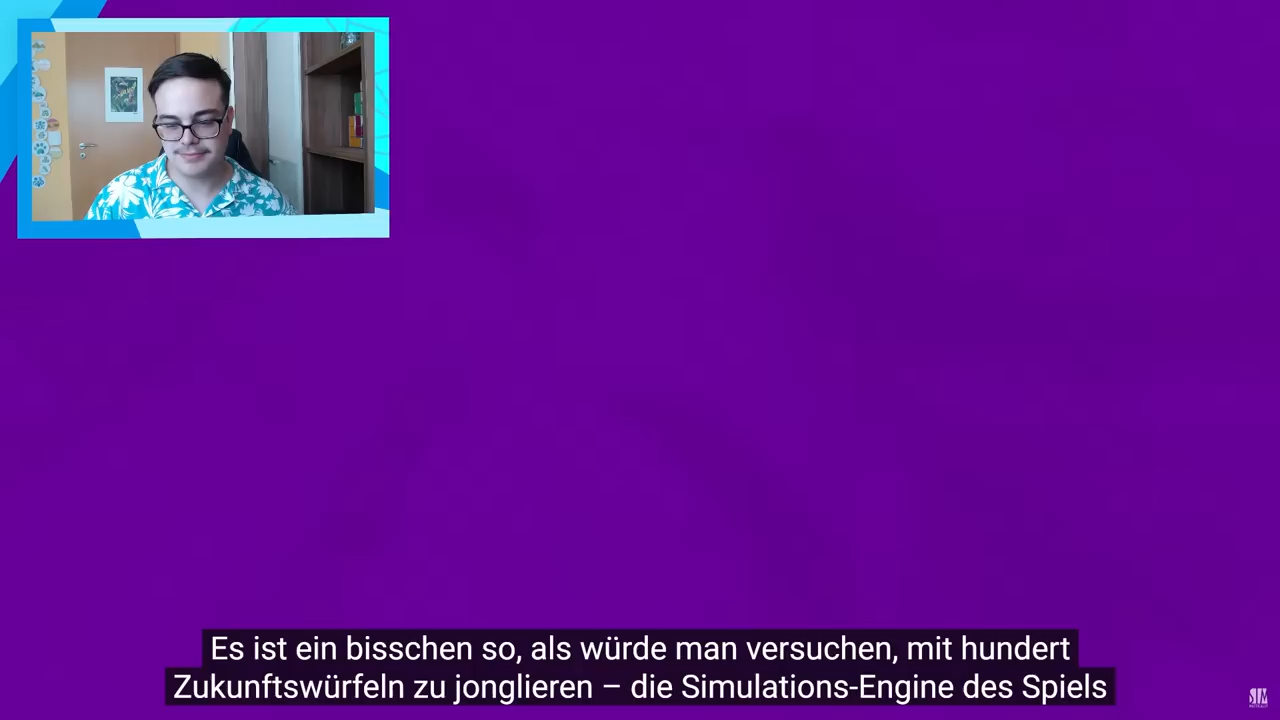 Es ist ein bisschen so, als würde man versuchen, mit hundert
Zukunftswürfeln zu jonglieren – die Simulations-Engine des Spiels